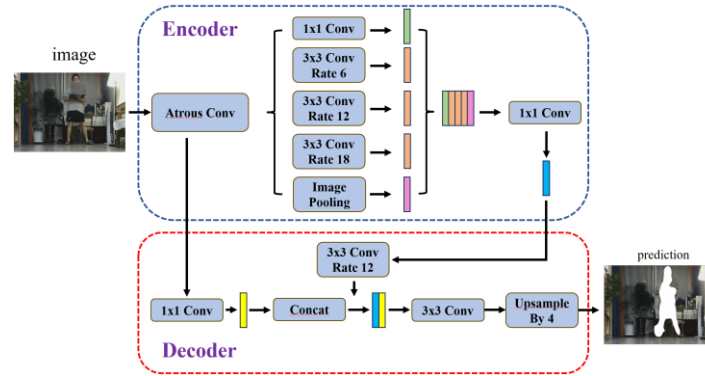 Encoder
image
Atrous Conv
1x1 Conv
3x3 Conv
Rate 6
3x3 Conv
Rate 12
3x3 Conv
Rate 18
Image
Pooling
1x1 Conv
3x3 Conv
Rate 12
1x1 Conv
Concat
3x3 Conv
Upsample
By 4
prediction
Decoder